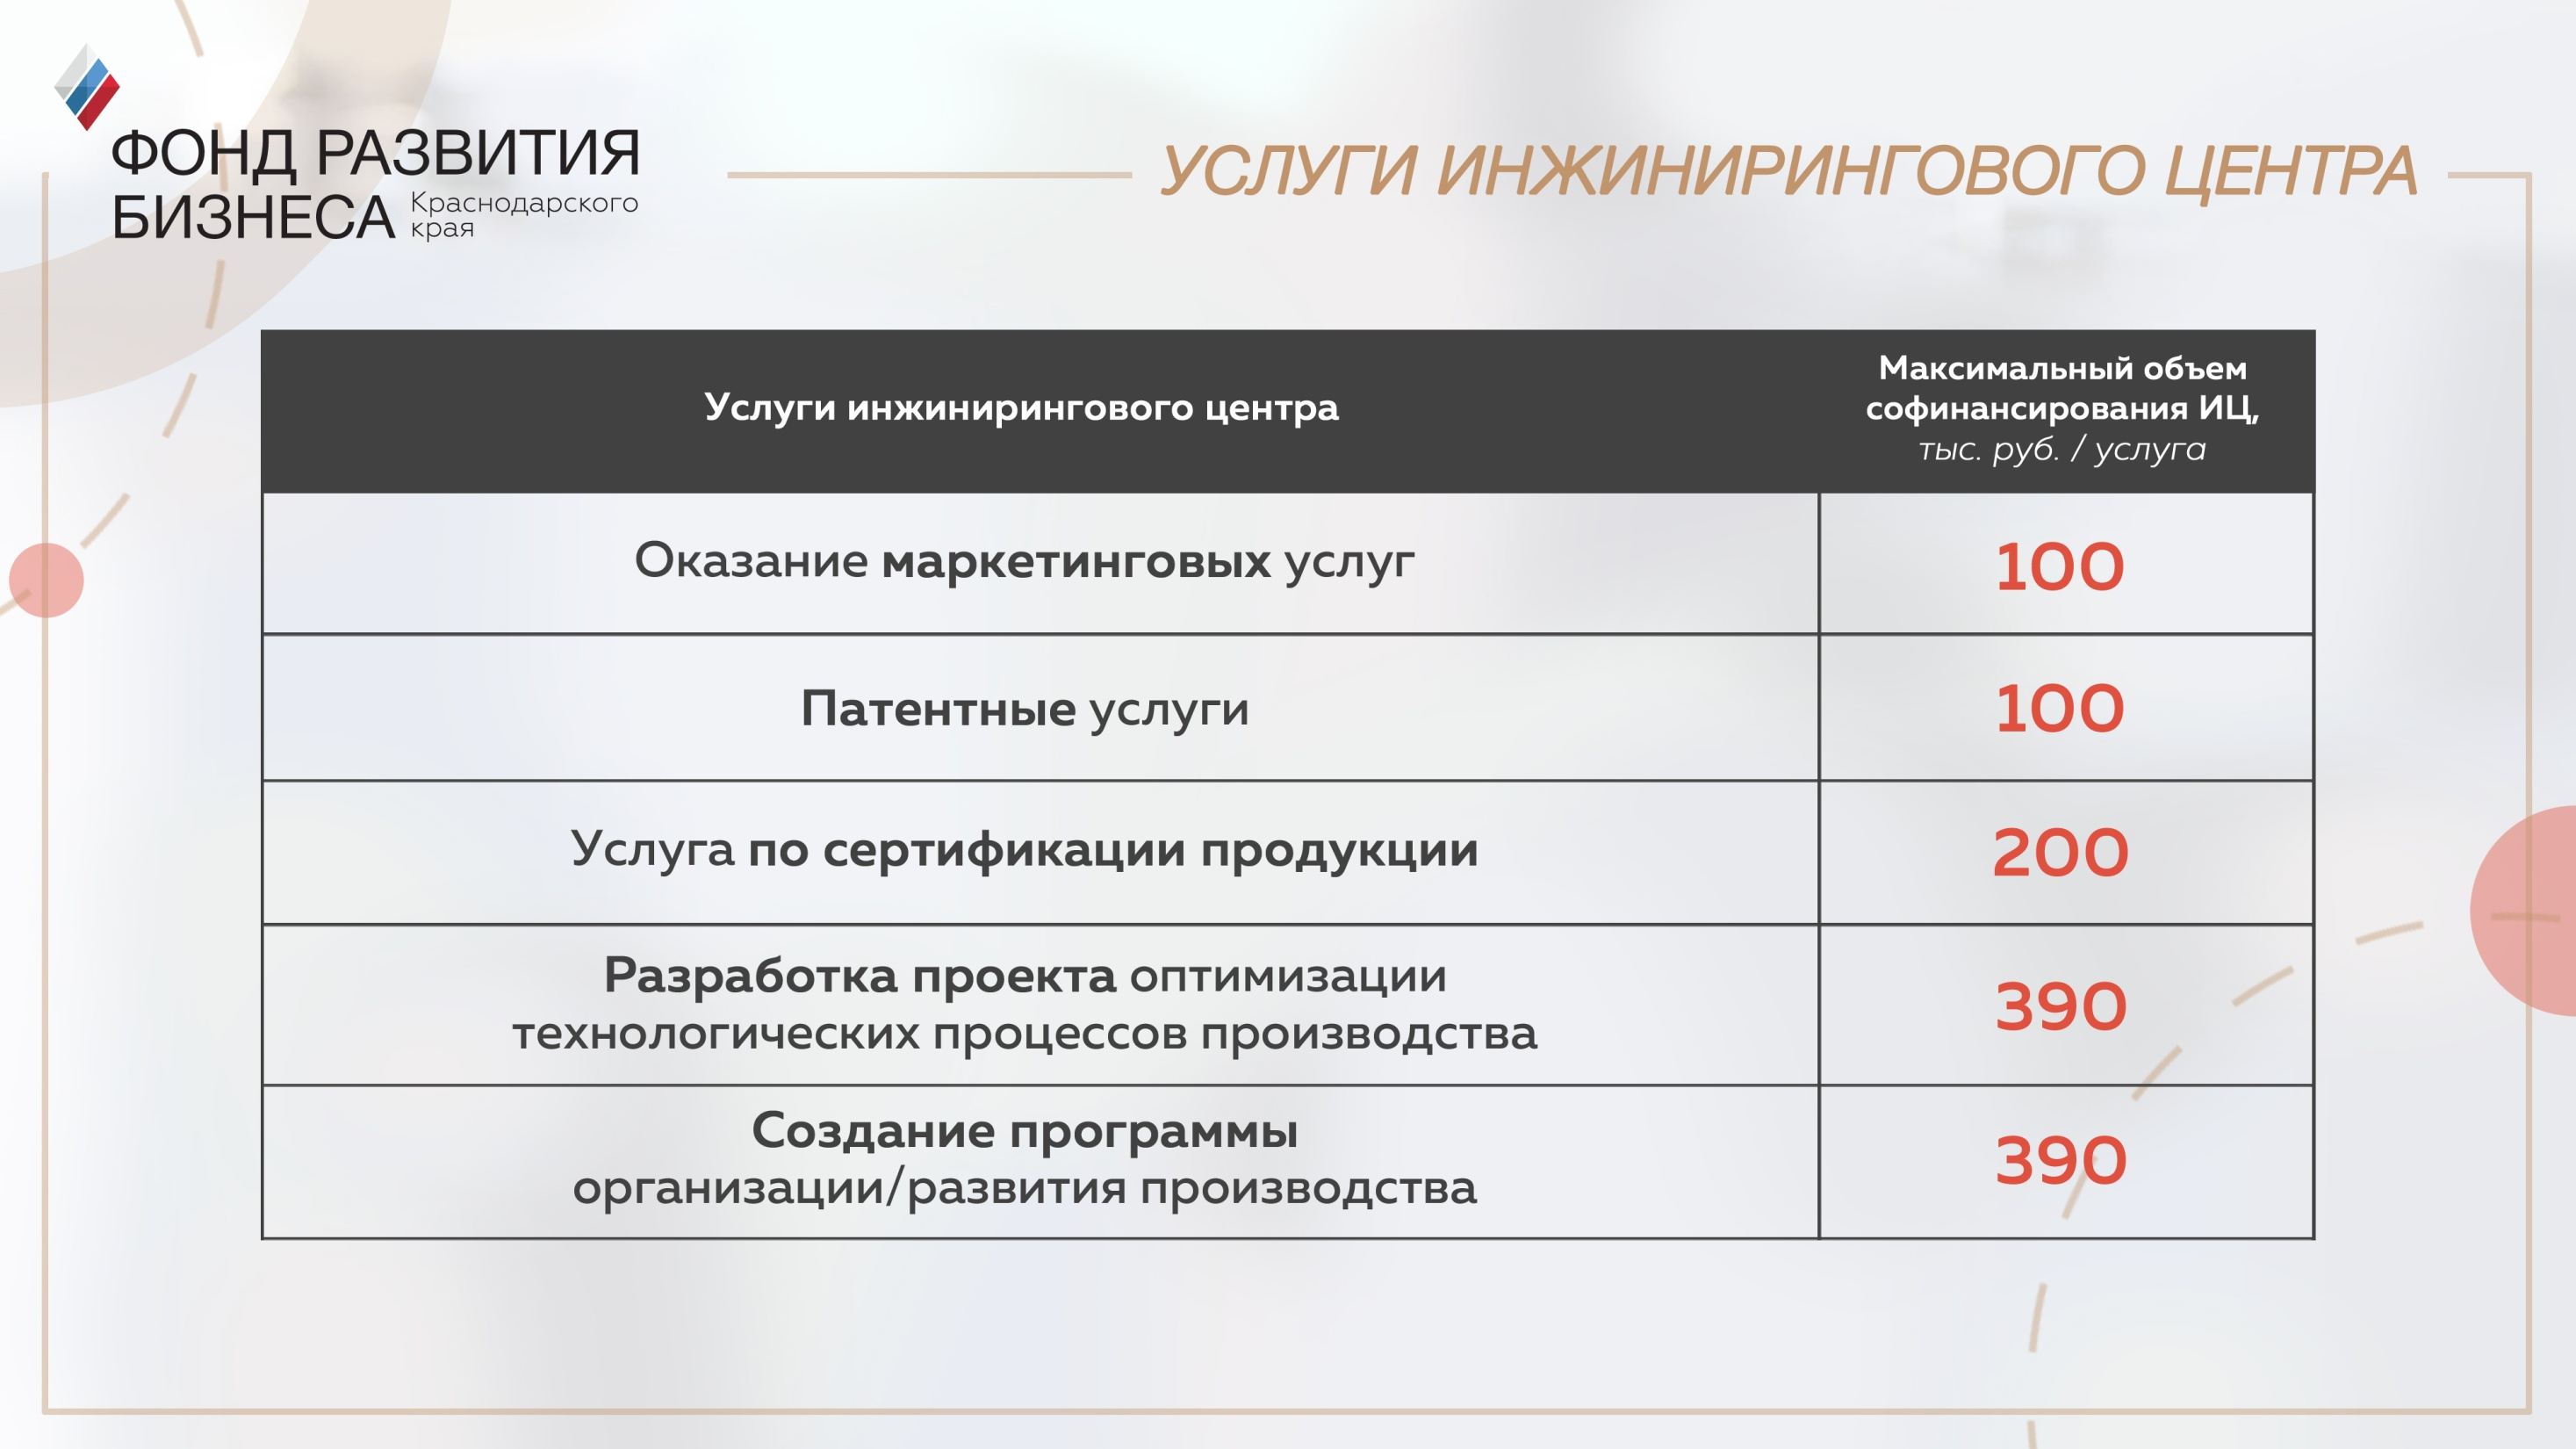 ФОНД РАЗВИТИЯ
БИЗНЕСА Краснодарского
края
УСЛУГИ ИНЖИНИРИНГОВОГО ЦЕНТРА
Услуги инжинирингового центра
Максимальный объем
софинансирования ИЦ,
тыс. руб. / услуга
Оказание маркетинговых услуг
100
Патентные услуги
100
Услуга по сертификации продукции
200
Разработка проекта оптимизации
технологических процессов производства
390
Создание программы
организации/развития производства
390